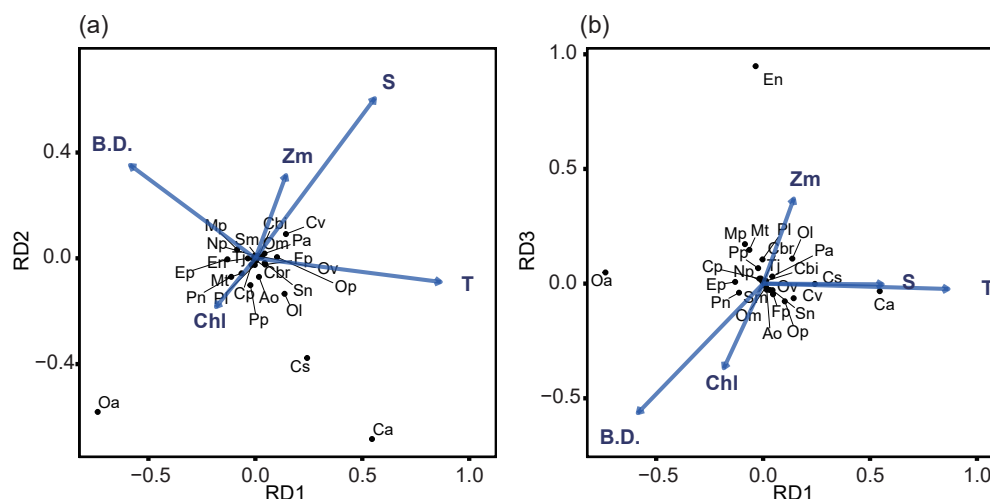 (a)
RD2
0.4
0.0
−0.4
S
B.D.
Zm
Cbi
Cv
Mp
Sm
Om
Pa
Np
En
Tj
Fp
Ep
Ov
Mt
Cbr
Op
Pn
Pl
Cp
Ao
Sn
Ol
T
Chl
Pp
Cs
Oa
Ca
−0.5
0.0
0.5
1.0
RD1
(b)
RD3
1.0
0.5
0.0
−0.5
En
Zm
Mp
Mt
Pl
Ol
Pp
Cbr
Pa
Oa
Cp
Np
Tj
Cbi
Cs
S
T
Ep
Pn
Sm
Ov
Cv
Ca
Om
Fp
Sn
Ao
Op
Chl
B.D.
−0.5
0.0
0.5
1.0
RD1